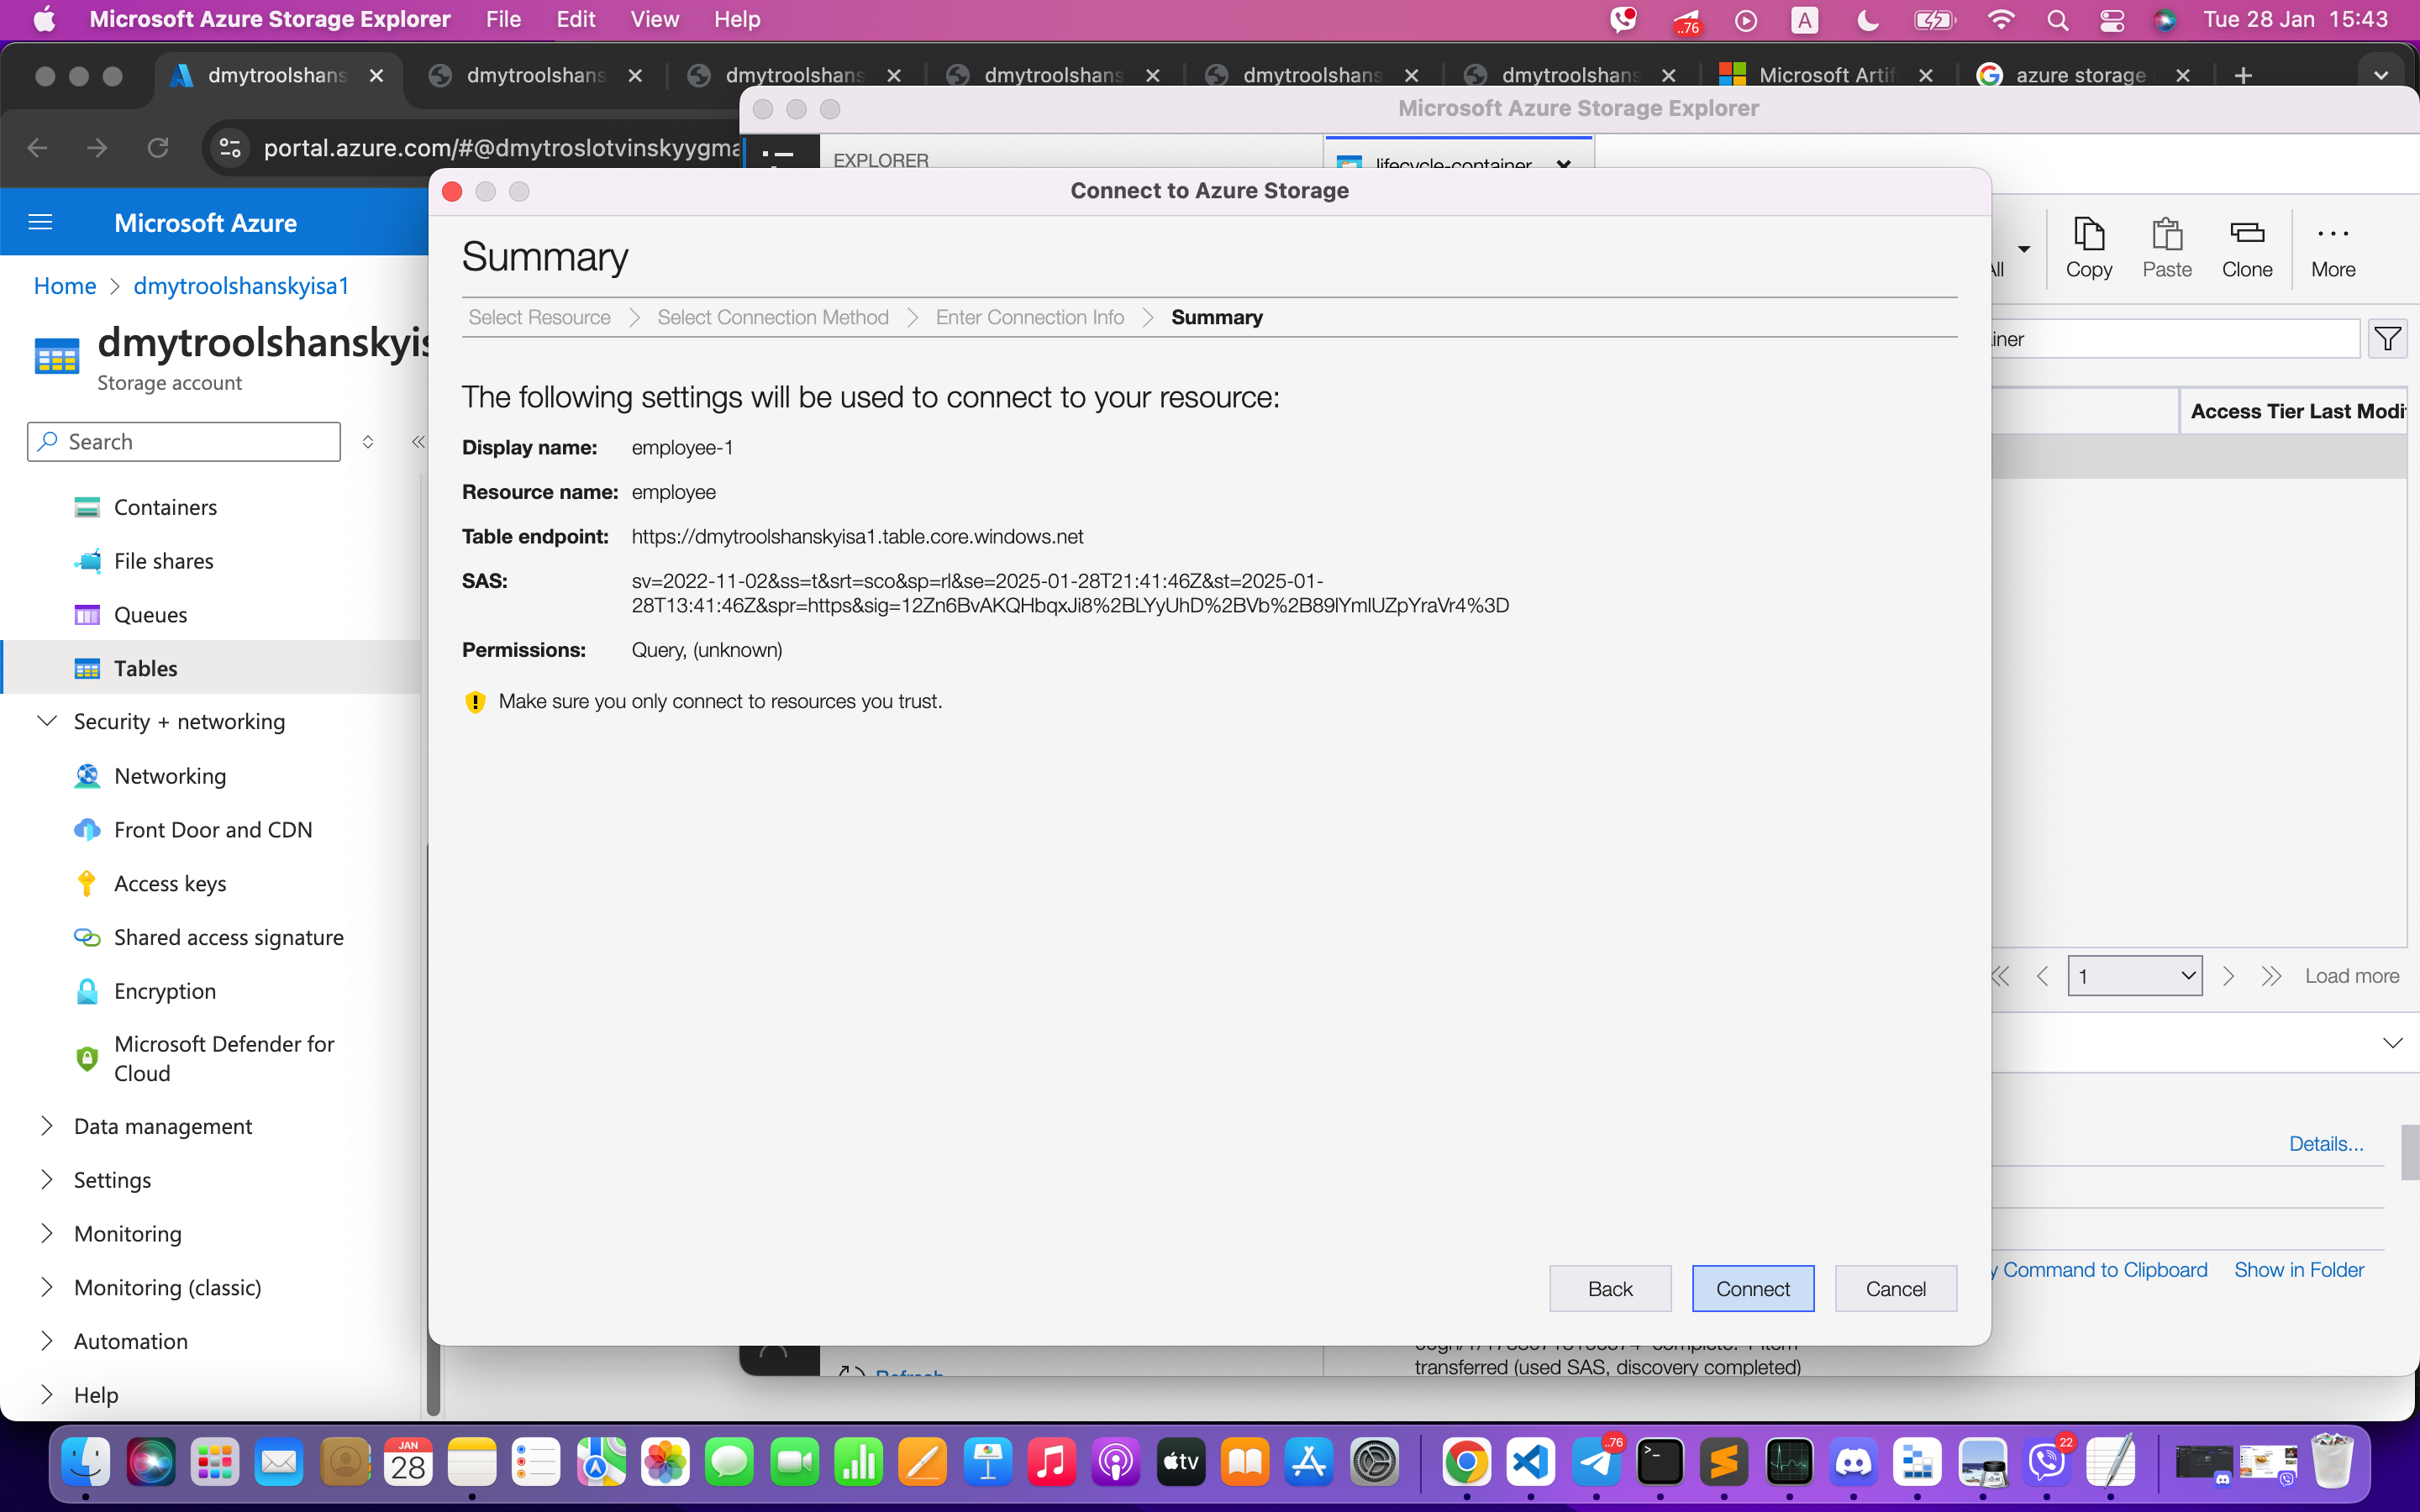 Microsoft Azure Storage Explorer File Edit View Help
..76 A Tue 28 Jan 15:43
dmytroolshans dmytroolshans dmytroolshans dmytroolshans dmytroolshans dmytroolshans Microsoft Artif azure storage
portal.azure.com/#@dmytroslotvinskyygma
Microsoft Azure Storage Explorer
EXPLORER
lifecycle-container
Microsoft Azure
Home > dmytroolshanskyisa1
dmytroolshanskyis
Storage account
Search
Containers
File shares
Queues
Tables
Security + networking
Networking
Front Door and CDN
Access keys
Shared access signature
Encryption
Microsoft Defender for
Cloud
Data management
Settings
Monitoring
Monitoring (classic)
Automation
Help
Connect to Azure Storage
Summary
Select Resource > Select Connection Method > Enter Connection Info > Summary
The following settings will be used to connect to your resource:
Display name: employee-1
Resource name: employee
Table endpoint: https://dmytroolshanskyisa1.table.core.windows.net
SAS: sv=2022-11-02&ss=t&srt=sco&sp=rl&se=2025-01-28T21:41:46Z&st=2025-01-
28T13:41:46Z&spr=https&sig=12Zn6BvAKQHbqxJi8%2BLYyUhD%2BVb%2B89lYmlUZpYraVr4%3D
Permissions: Query, (unknown)
Make sure you only connect to resources you trust.
Back Connect Cancel
All Copy Paste Clone More
iner
Access Tier Last Modi
1 Load more
Details...
y Command to Clipboard Show in Folder
Refresh
transferred (used SAS, discovery completed)
JAN
28
tv
..76
22